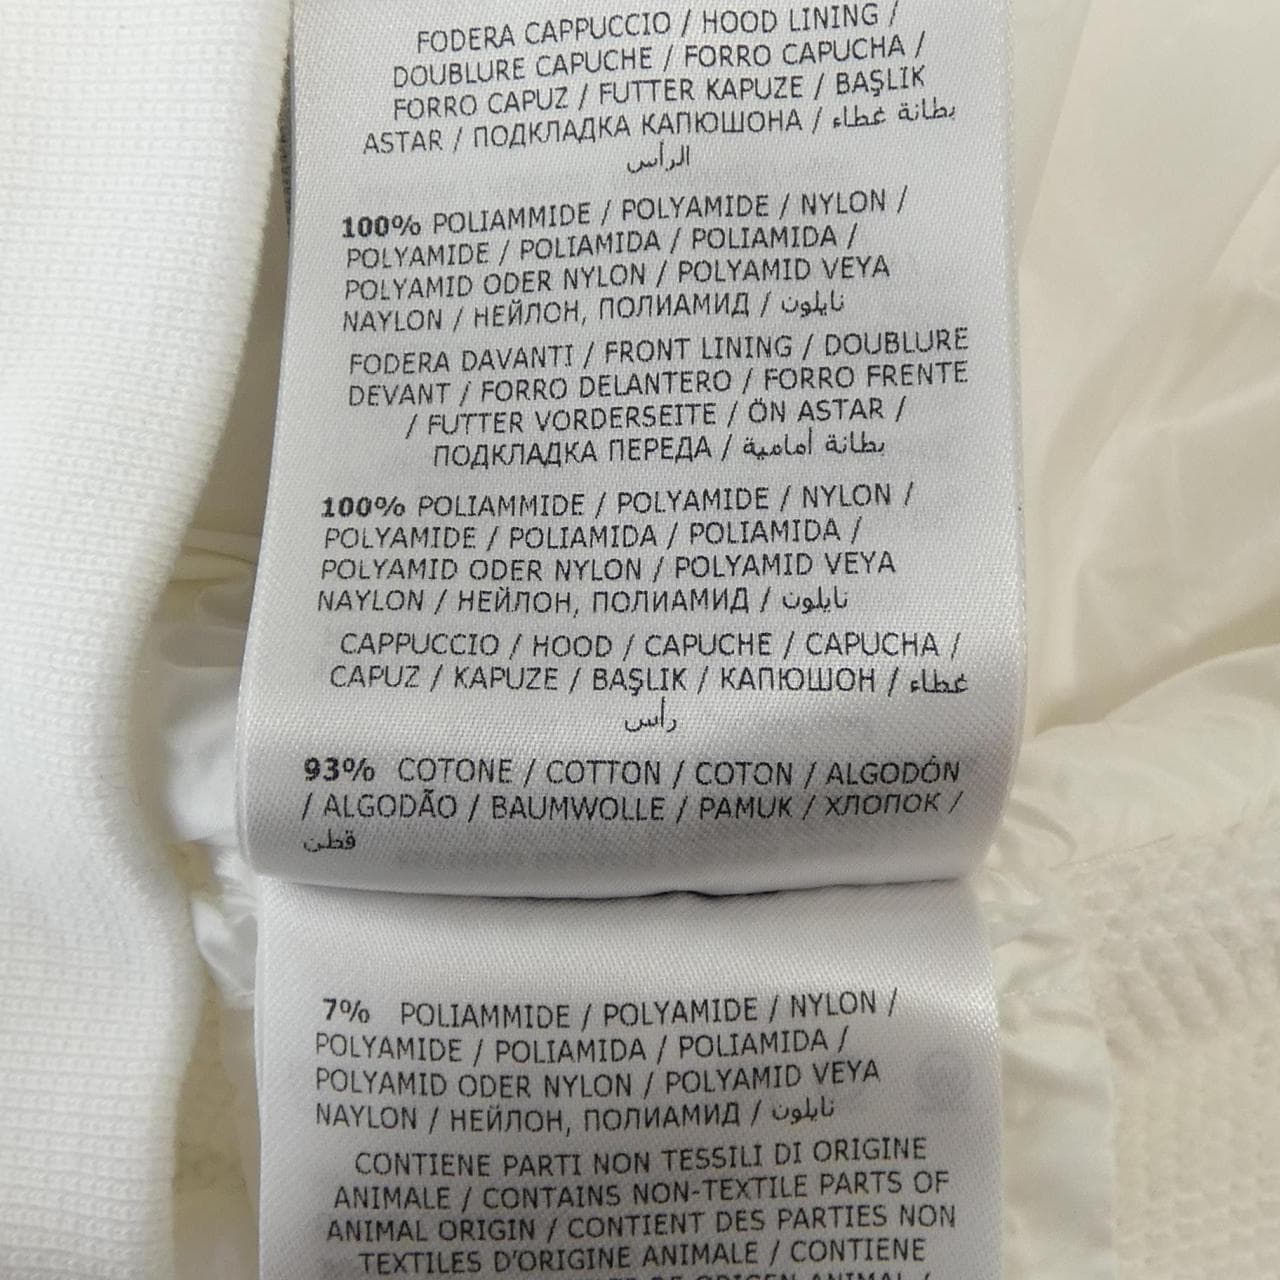 FODERA CAPPUCCIO / HOOD LINING /
DOUBLURE CAPUCHE / FORRO CAPUCHA /
FORRO CAPUZ / FUTTER KAPUZE / BAŞLIK
ASTAR / ПОДКЛАДКА КАПЮШОНА / بطانة غطاء
الرأس
100% POLIAMMIDE / POLYAMIDE / NYLON /
POLYAMIDE / POLIAMIDA / POLIAMIDA /
POLYAMID ODER NYLON / POLYAMID VEYA
NAYLON / НЕЙЛОН, ПОЛИАМИД / نايلون
FODERA DAVANTI / FRONT LINING / DOUBLURE
DEVANT / FORRO DELANTERO / FORRO FRENTE
/ FUTTER VORDERSEITE / ÖN ASTAR /
ПОДКЛАДКА ПЕРЕДА / بطانة أمامية
100% POLIAMMIDE / POLYAMIDE / NYLON /
POLYAMIDE / POLIAMIDA / POLIAMIDA /
POLYAMID ODER NYLON / POLYAMID VEYA
NAYLON / НЕЙЛОН, ПОЛИАМИД / نايلون
CAPPUCCIO / HOOD / CAPUCHE / CAPUCHA /
CAPUZ / KAPUZE / BAŞLIK / КАПЮШОН / غطاء
رأس
93% COTONE / COTTON / COTON / ALGODÓN
/ ALGODÃO / BAUMWOLLE / PAMUK / ХЛОПОК /
قطن
7% POLIAMMIDE / POLYAMIDE / NYLON /
POLYAMIDE / POLIAMIDA / POLIAMIDA /
POLYAMID ODER NYLON / POLYAMID VEYA
NAYLON / НЕЙЛОН, ПОЛИАМИД / نايلون
CONTIENE PARTI NON TESSILI DI ORIGINE
ANIMALE / CONTAINS NON-TEXTILE PARTS OF
ANIMAL ORIGIN / CONTIENT DES PARTIES NON
TEXTILES D'ORIGINE ANIMALE / CONTIENE